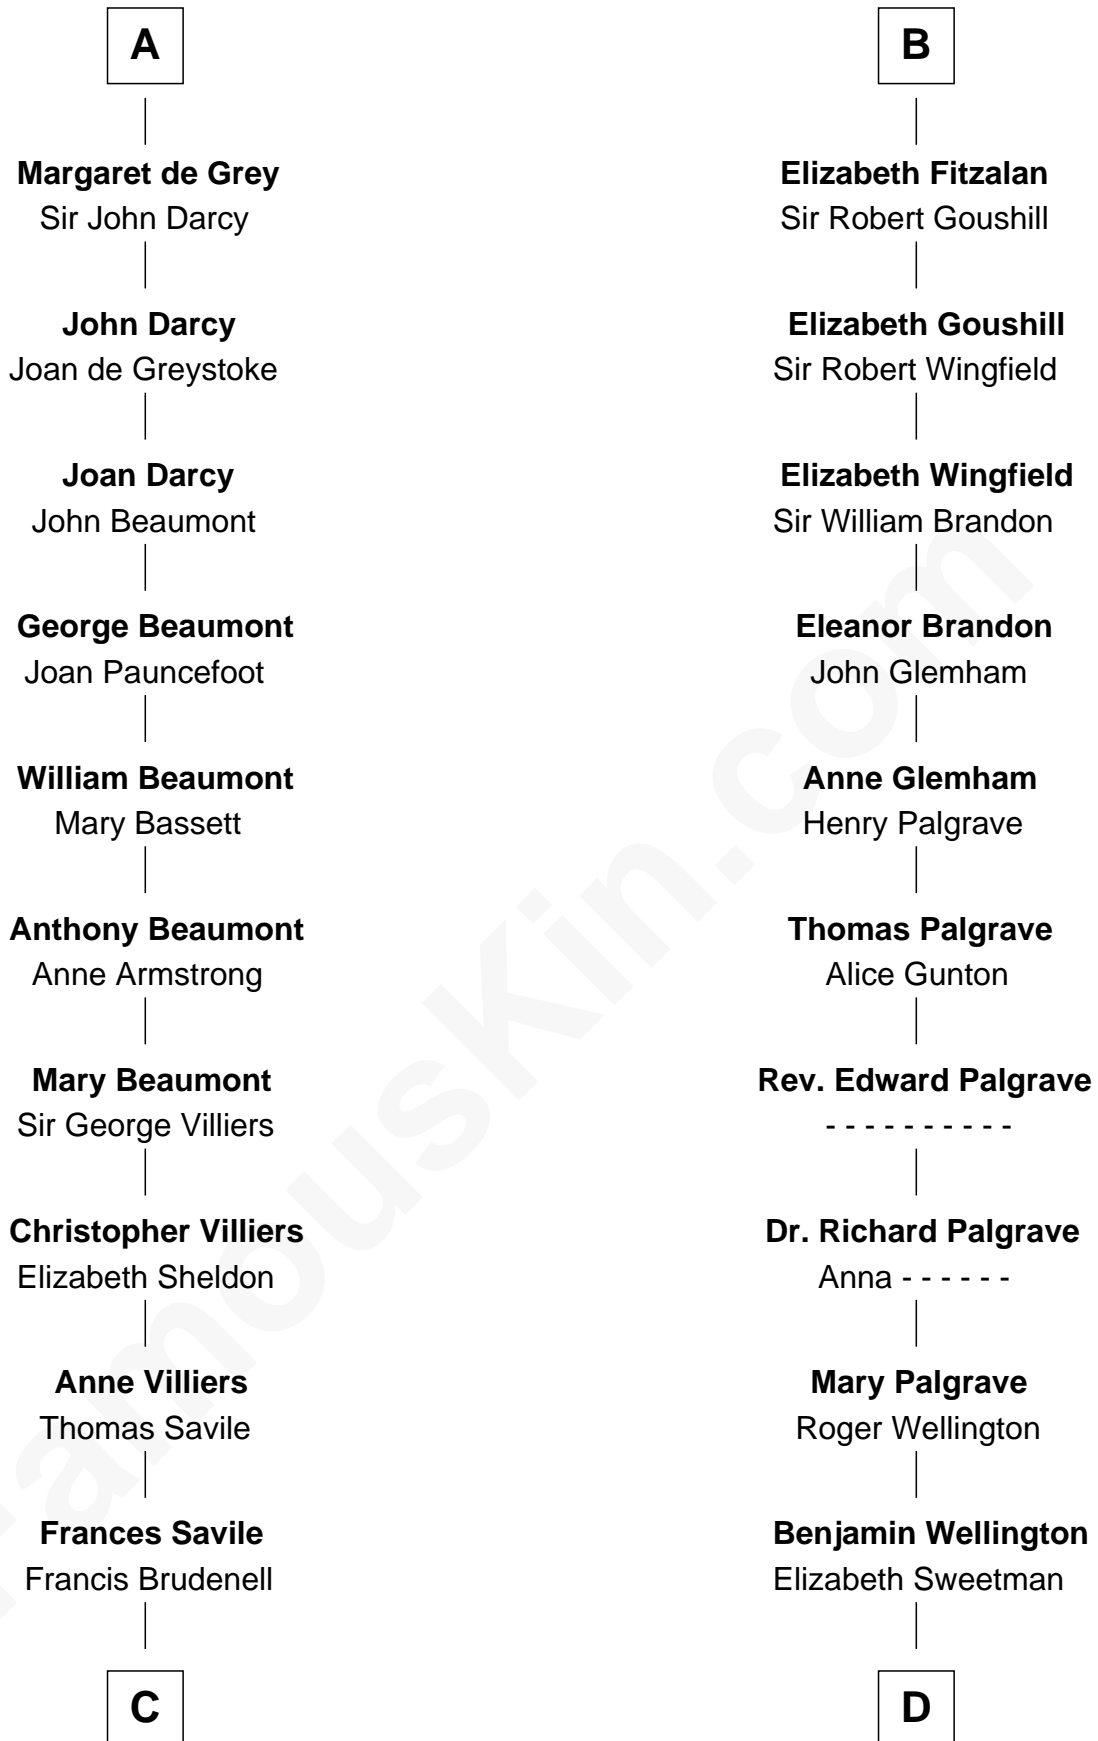 A
Margaret de Grey
Sir John Darcy
John Darcy
Joan de Greystoke
Joan Darcy
John Beaumont
George Beaumont
Joan Pauncefoot
William Beaumont
Mary Bassett
Anthony Beaumont
Anne Armstrong
Mary Beaumont
Sir George Villiers
Christopher Villiers
Elizabeth Sheldon
Anne Villiers
Thomas Savile
Frances Savile
Francis Brudenell
C
B
Elizabeth Fitzalan
Sir Robert Goushill
Elizabeth Goushill
Sir Robert Wingfield
Elizabeth Wingfield
Sir William Brandon
Eleanor Brandon
John Glemham
Anne Glemham
Henry Palgrave
Thomas Palgrave
Alice Gunton
Rev. Edward Palgrave
- - - - - - - - - -
Dr. Richard Palgrave
Anna - - - - - -
Mary Palgrave
Roger Wellington
Benjamin Wellington
Elizabeth Sweetman
D
FamousKin.com